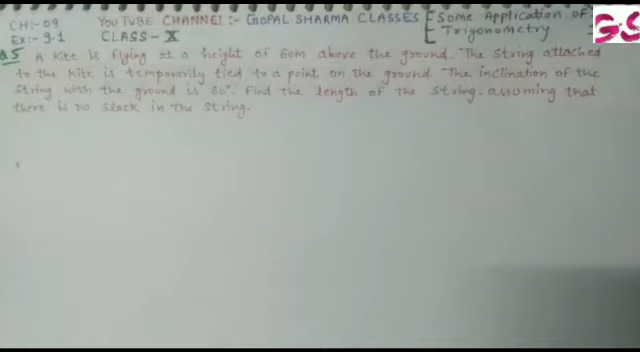 CH:- 09 YOUTUBE CHANNEL:- GOPAL SHARMA CLASSES [Some Application of
Ex:- 9.1 CLASS-X Trigonometry
GS
Q5 A kite is flying at a height of 60m above the ground. The string attached
to the kite is temporarily tied to a point on the ground. The inclination of the
string with the ground is 60°. Find the length of the string. assuming that
there is no slack in the string.